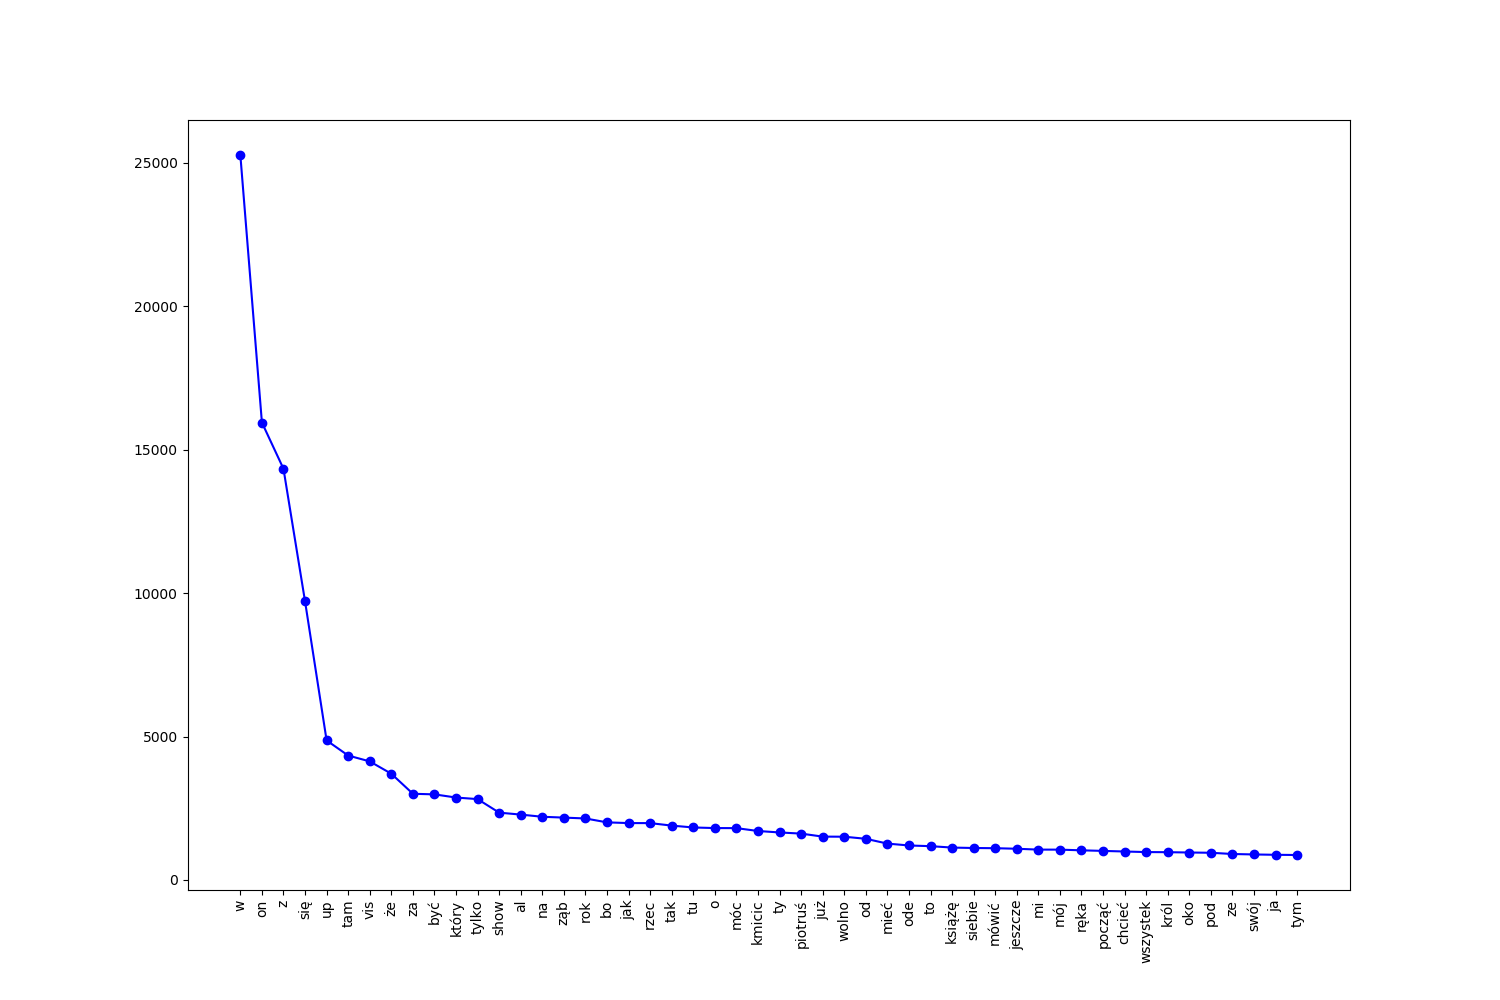 25000
20000
15000
10000
5000
0
w
on
z
się
up
tam
vis
że
za
być
który
tylko
show
al
na
ząb
rok
bo
jak
rzec
tak
tu
o
móc
kmicic
ty
piotruś
już
wolno
od
mieć
ode
to
książę
siebie
mówić
jeszcze
mi
mój
ręka
począć
chcieć
wszystek
król
oko
pod
ze
swój
ja
tym